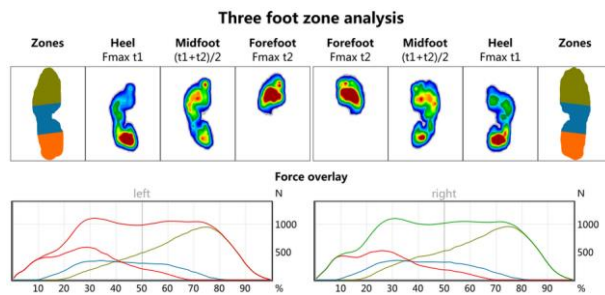 Three foot zone analysis
Zones Heel Midfoot Forefoot Forefoot Midfoot Heel Zones
Fmax t1 (t1+t2)/2 Fmax t2 Fmax t2 (t1+t2)/2 Fmax t1
Force overlay
left N right N
1000 1000
500 500
10 20 30 40 50 60 70 80 90 % 10 20 30 40 50 60 70 80 90 %